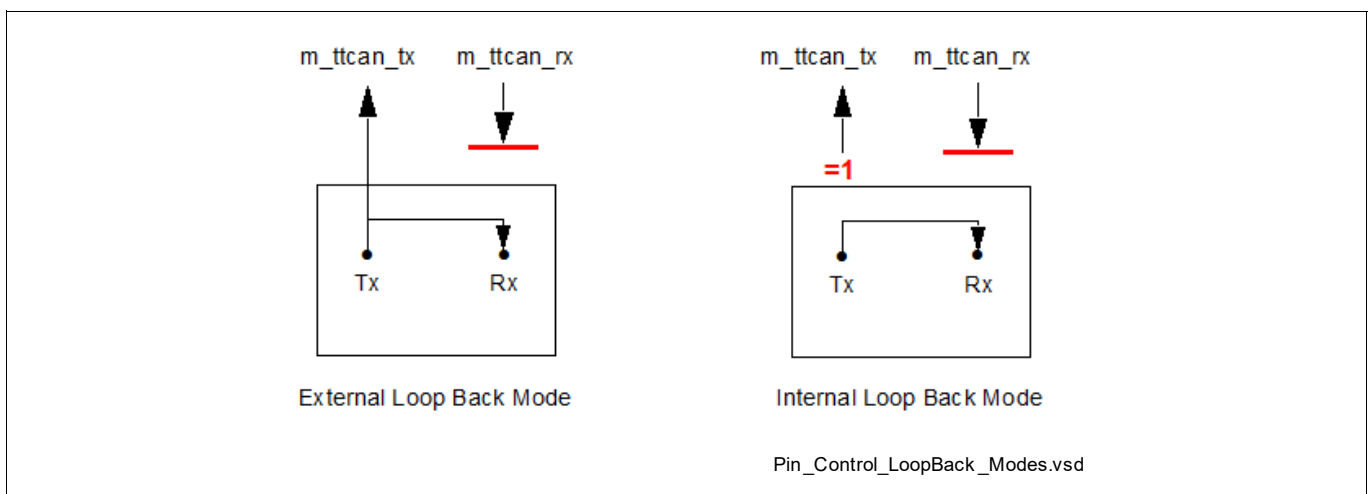 m_ttcan_tx m_ttcan_rx m_ttcan_tx m_ttcan_rx
=1
Tx Rx Tx Rx
External Loop Back Mode Internal Loop Back Mode
Pin_Control_LoopBack_Modes.vsd